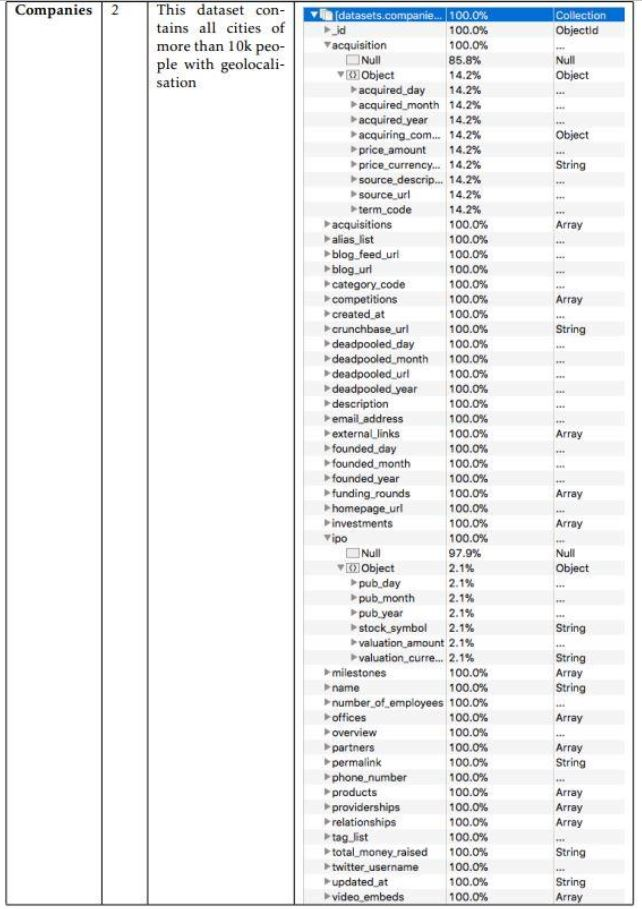 Companies 2 This dataset con-
tains all cities of
more than 10k peo-
ple with geolocali-
sation
[datasets.companie... 100.0% Collection
_id 100.0% ObjectId
acquisition 100.0% ...
Null 85.8% Null
Object 14.2% Object
acquired_day 14.2% ...
acquired_month 14.2% ...
acquired_year 14.2% ...
acquiring_com... 14.2% Object
price_amount 14.2% ...
price_currency... 14.2% String
source_descrip... 14.2% ...
source_url 14.2% ...
term_code 14.2% ...
acquisitions 100.0% Array
alias_list 100.0% ...
blog_feed_url 100.0% ...
blog_url 100.0% ...
category_code 100.0% ...
competitions 100.0% Array
created_at 100.0% ...
crunchbase_url 100.0% String
deadpooled_day 100.0% ...
deadpooled_month 100.0% ...
deadpooled_url 100.0% ...
deadpooled_year 100.0% ...
description 100.0% ...
email_address 100.0% ...
external_links 100.0% Array
founded_day 100.0% ...
founded_month 100.0% ...
founded_year 100.0% ...
funding_rounds 100.0% Array
homepage_url 100.0% ...
investments 100.0% Array
ipo 100.0% ...
Null 97.9% Null
Object 2.1% Object
pub_day 2.1% ...
pub_month 2.1% ...
pub_year 2.1% ...
stock_symbol 2.1% String
valuation_amount 2.1% ...
valuation_curre... 2.1% String
milestones 100.0% Array
name 100.0% String
number_of_employees 100.0% ...
offices 100.0% Array
overview 100.0% ...
partners 100.0% Array
permalink 100.0% String
phone_number 100.0% ...
products 100.0% Array
providerships 100.0% Array
relationships 100.0% Array
tag_list 100.0% ...
total_money_raised 100.0% String
twitter_username 100.0% ...
updated_at 100.0% String
video_embeds 100.0% Array